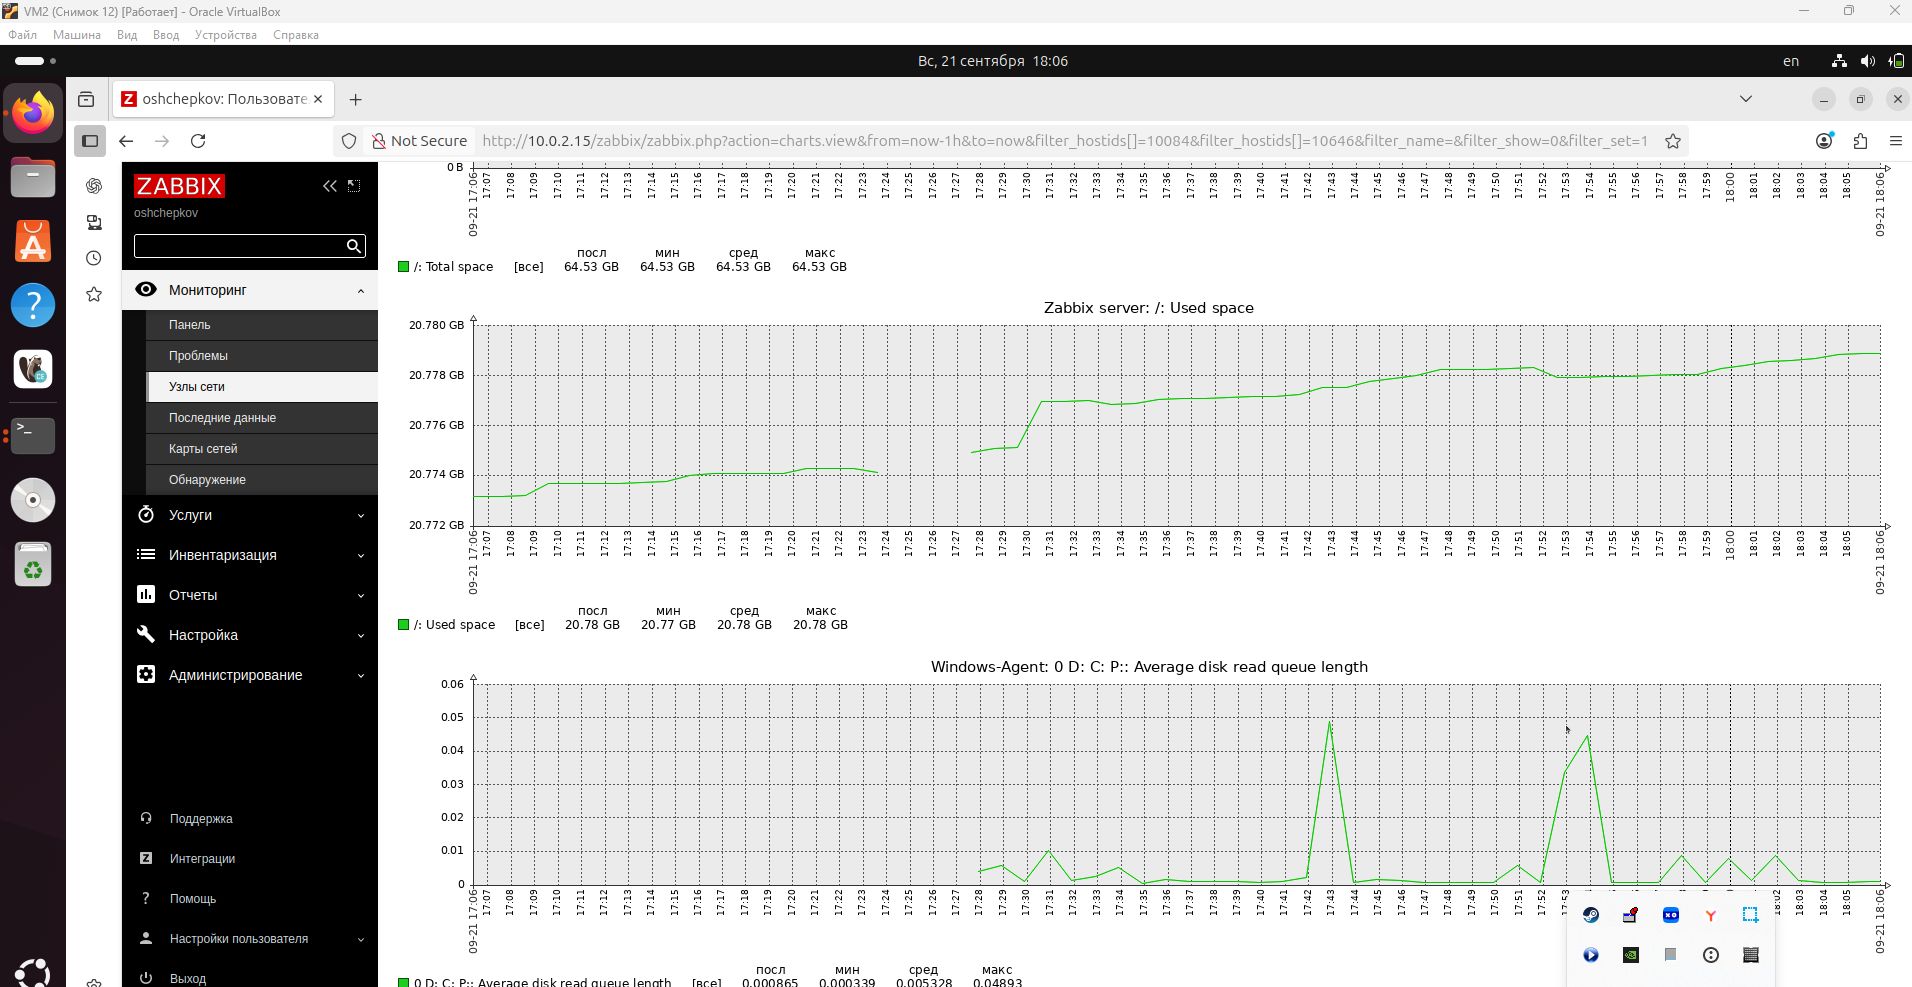 VM2 (Снимок 12) [Работает] - Oracle VirtualBox
Файл Машина Вид Ввод Устройства Справка
Вс, 21 сентября 18:06
en
oshchepkov: Пользовате
Not Secure http://10.0.2.15/zabbix/zabbix.php?action=charts.view&from=now-1h&to=now&filter_hostids[]=10084&filter_hostids[]=10646&filter_name=&filter_show=0&filter_set=1
ZABBIX
oshchepkov
Мониторинг
Панель
Проблемы
Узлы сети
Последние данные
Карты сетей
Обнаружение
Услуги
Инвентаризация
Отчеты
Настройка
Администрирование
Поддержка
Интеграции
Помощь
Настройки пользователя
Выход
0 B
09-21 17:06 17:07 17:08 17:09 17:10 17:11 17:12 17:13 17:14 17:15 17:16 17:17 17:18 17:19 17:20 17:21 17:22 17:23 17:24 17:25 17:26 17:27 17:28 17:29 17:30 17:31 17:32 17:33 17:34 17:35 17:36 17:37 17:38 17:39 17:40 17:41 17:42 17:43 17:44 17:45 17:46 17:47 17:48 17:49 17:50 17:51 17:52 17:53 17:54 17:55 17:56 17:57 17:58 17:59 18:00 18:01 18:02 18:03 18:04 18:05 09-21 18:06
посл мин сред макс
/: Total space [все] 64.53 GB 64.53 GB 64.53 GB 64.53 GB
Zabbix server: /: Used space
20.780 GB
20.778 GB
20.776 GB
20.774 GB
20.772 GB
09-21 17:06 17:07 17:08 17:09 17:10 17:11 17:12 17:13 17:14 17:15 17:16 17:17 17:18 17:19 17:20 17:21 17:22 17:23 17:24 17:25 17:26 17:27 17:28 17:29 17:30 17:31 17:32 17:33 17:34 17:35 17:36 17:37 17:38 17:39 17:40 17:41 17:42 17:43 17:44 17:45 17:46 17:47 17:48 17:49 17:50 17:51 17:52 17:53 17:54 17:55 17:56 17:57 17:58 17:59 18:00 18:01 18:02 18:03 18:04 18:05 09-21 18:06
посл мин сред макс
/: Used space [все] 20.78 GB 20.77 GB 20.78 GB 20.78 GB
Windows-Agent: 0 D: C: P:: Average disk read queue length
0.06
0.05
0.04
0.03
0.02
0.01
0
09-21 17:06 17:07 17:08 17:09 17:10 17:11 17:12 17:13 17:14 17:15 17:16 17:17 17:18 17:19 17:20 17:21 17:22 17:23 17:24 17:25 17:26 17:27 17:28 17:29 17:30 17:31 17:32 17:33 17:34 17:35 17:36 17:37 17:38 17:39 17:40 17:41 17:42 17:43 17:44 17:45 17:46 17:47 17:48 17:49 17:50 17:51 17:52 17:53 18:02 18:03 18:04 18:05 09-21 18:06
посл мин сред макс
0 D: C: P:: Average disk read queue length [все] 0.000865 0.000339 0.005328 0.04893